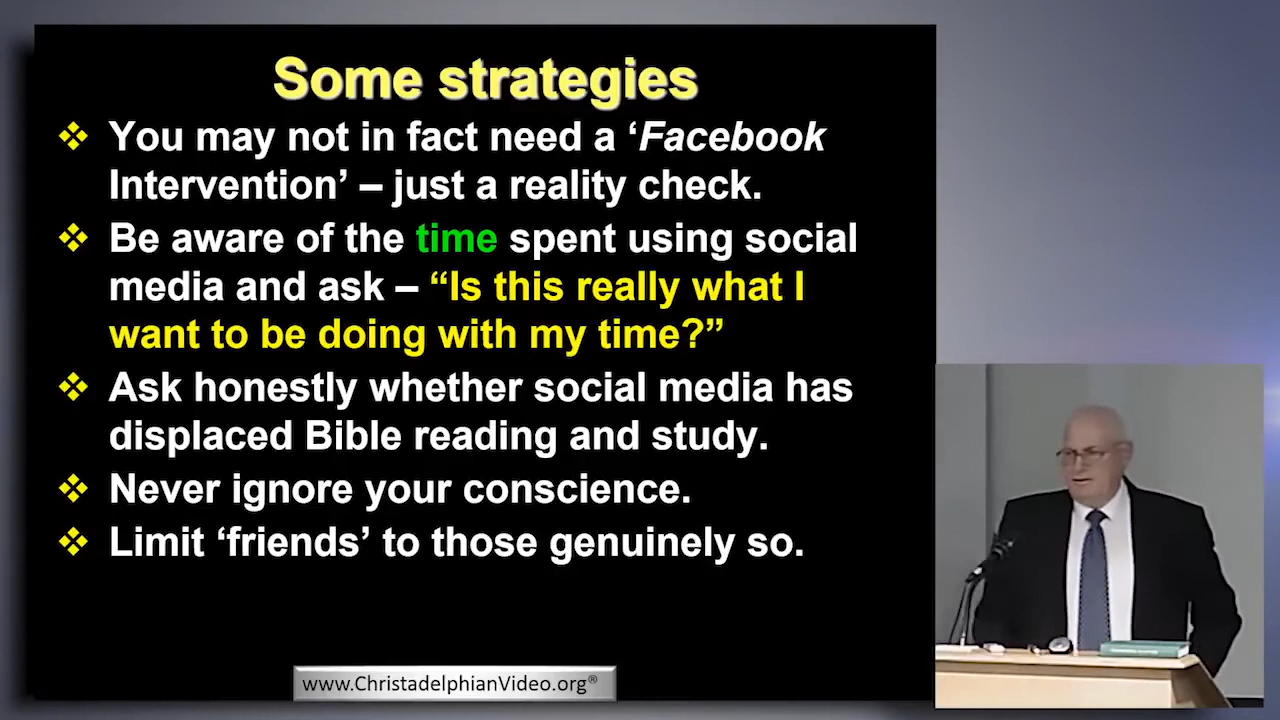 Some strategies
❖ You may not in fact need a ‘Facebook
Intervention’ – just a reality check.
❖ Be aware of the time spent using social
media and ask – “Is this really what I
want to be doing with my time?”
❖ Ask honestly whether social media has
displaced Bible reading and study.
❖ Never ignore your conscience.
❖ Limit ‘friends’ to those genuinely so.
www.ChristadelphianVideo.org®